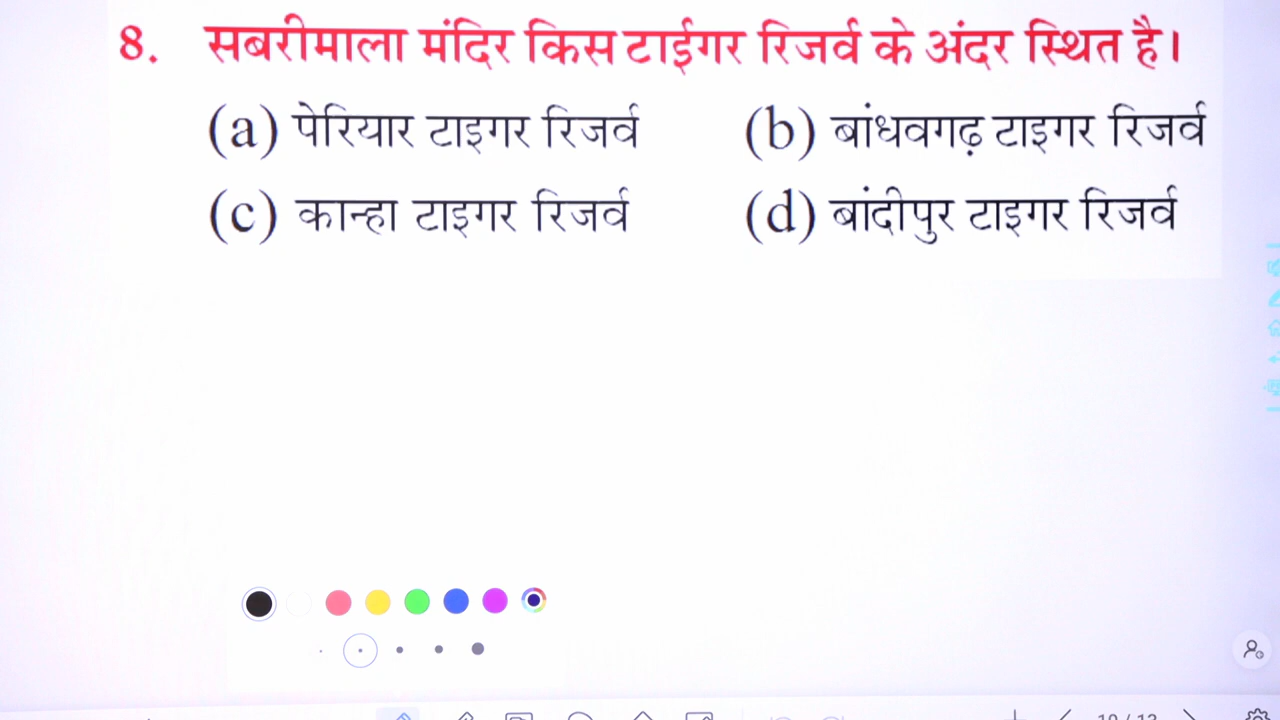 8. सबरीमाला मंदिर किस टाईगर रिजर्व के अंदर स्थित है।
(a) पेरियार टाइगर रिजर्व (b) बांधवगढ़ टाइगर रिजर्व
(c) कान्हा टाइगर रिजर्व (d) बांदीपुर टाइगर रिजर्व